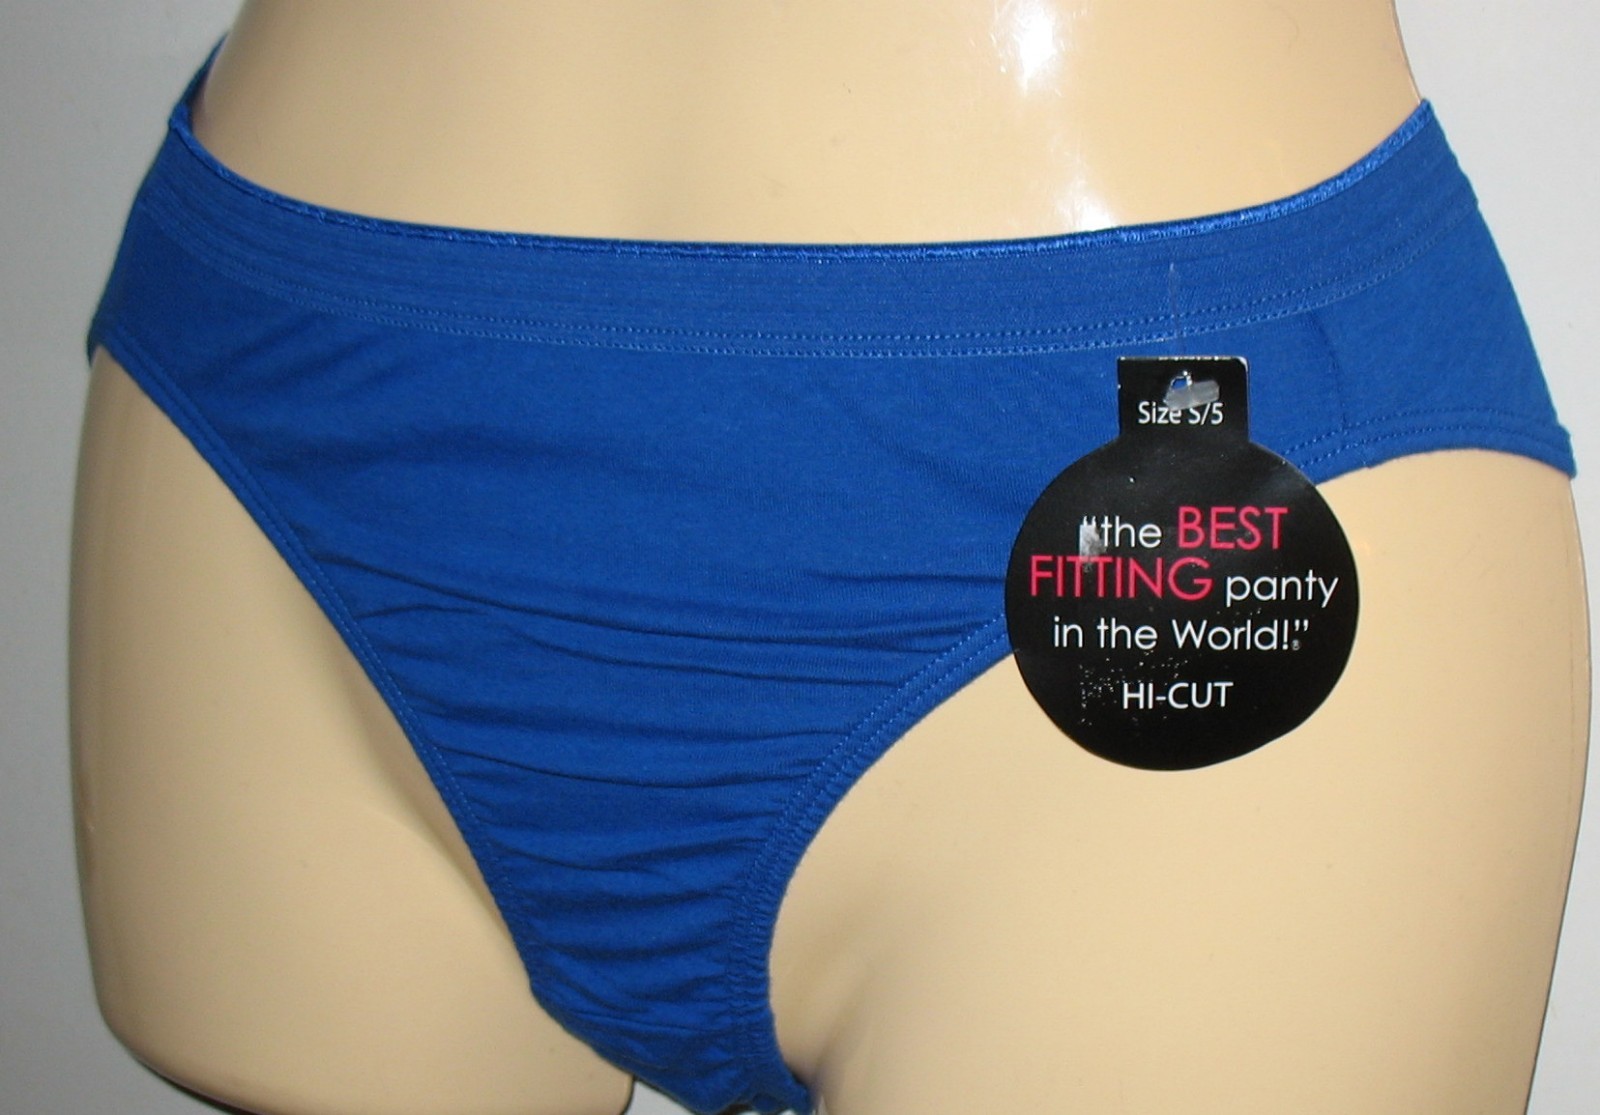 Size S/5
"the BEST
FITTING panty
in the World!”®
HI-CUT